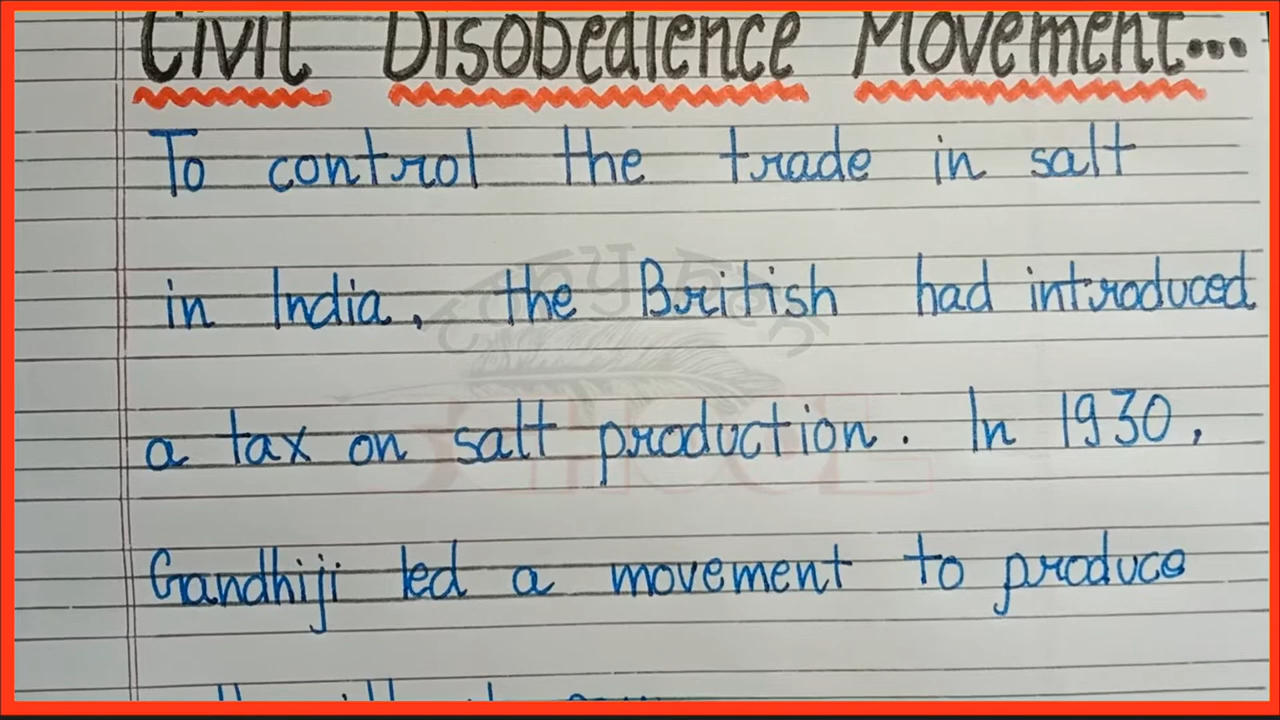 Civil Disobedience Movement...
To control the trade in salt
in India, the British had introduced
a tax on salt production. In 1930,
Gandhiji led a movement to produce